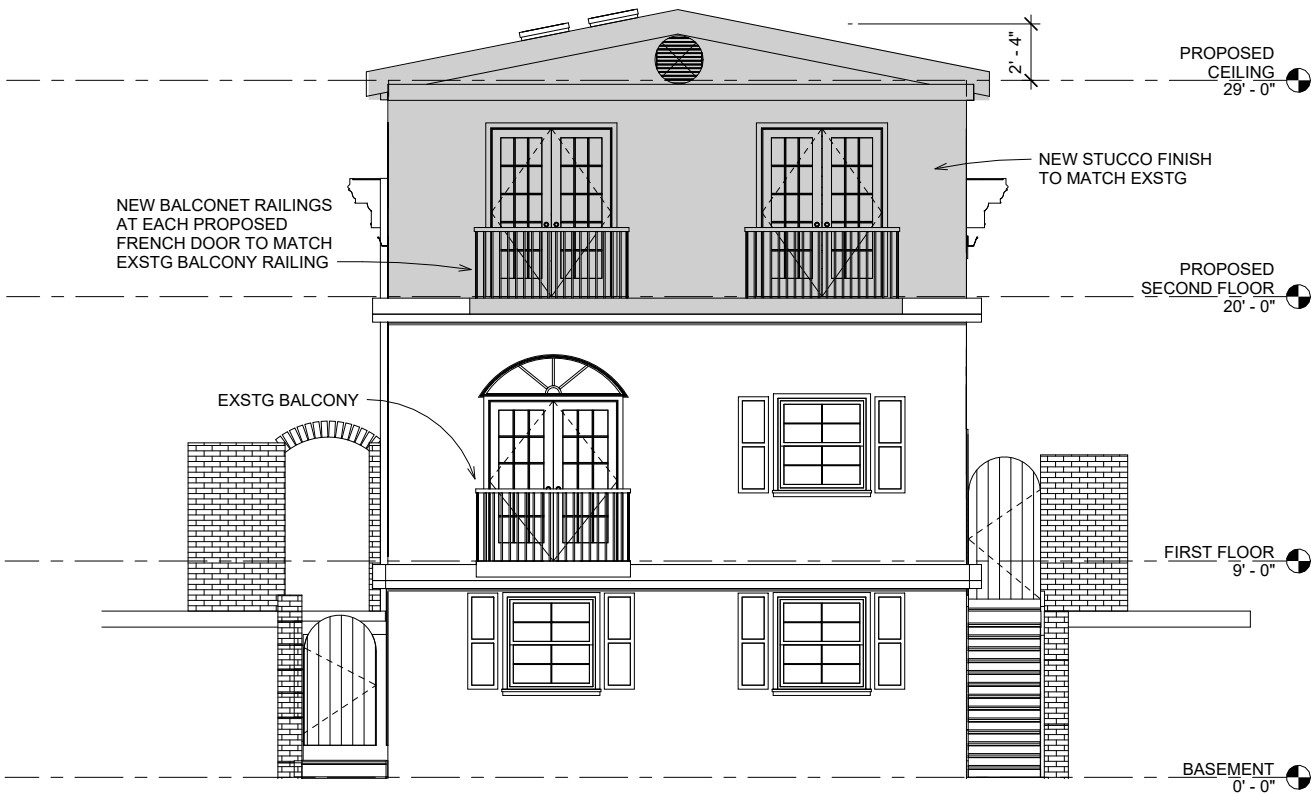 2' - 4"
PROPOSED
CEILING
29' - 0"
NEW STUCCO FINISH
TO MATCH EXSTG
NEW BALCONET RAILINGS
AT EACH PROPOSED
FRENCH DOOR TO MATCH
EXSTG BALCONY RAILING
PROPOSED
SECOND FLOOR
20' - 0"
EXSTG BALCONY
FIRST FLOOR
9' - 0"
BASEMENT
0' - 0"